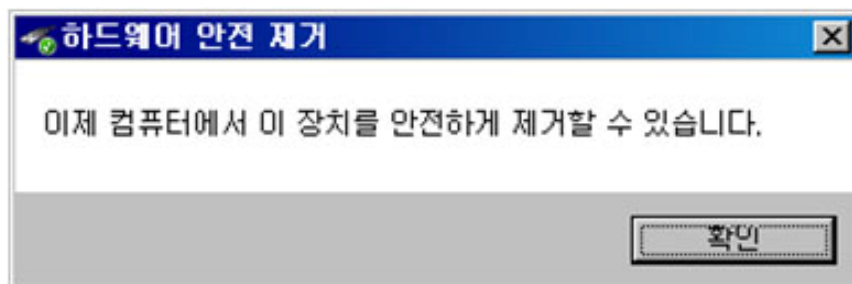 하드웨어 안전 제거
이제 컴퓨터에서 이 장치를 안전하게 제거할 수 있습니다.
확인